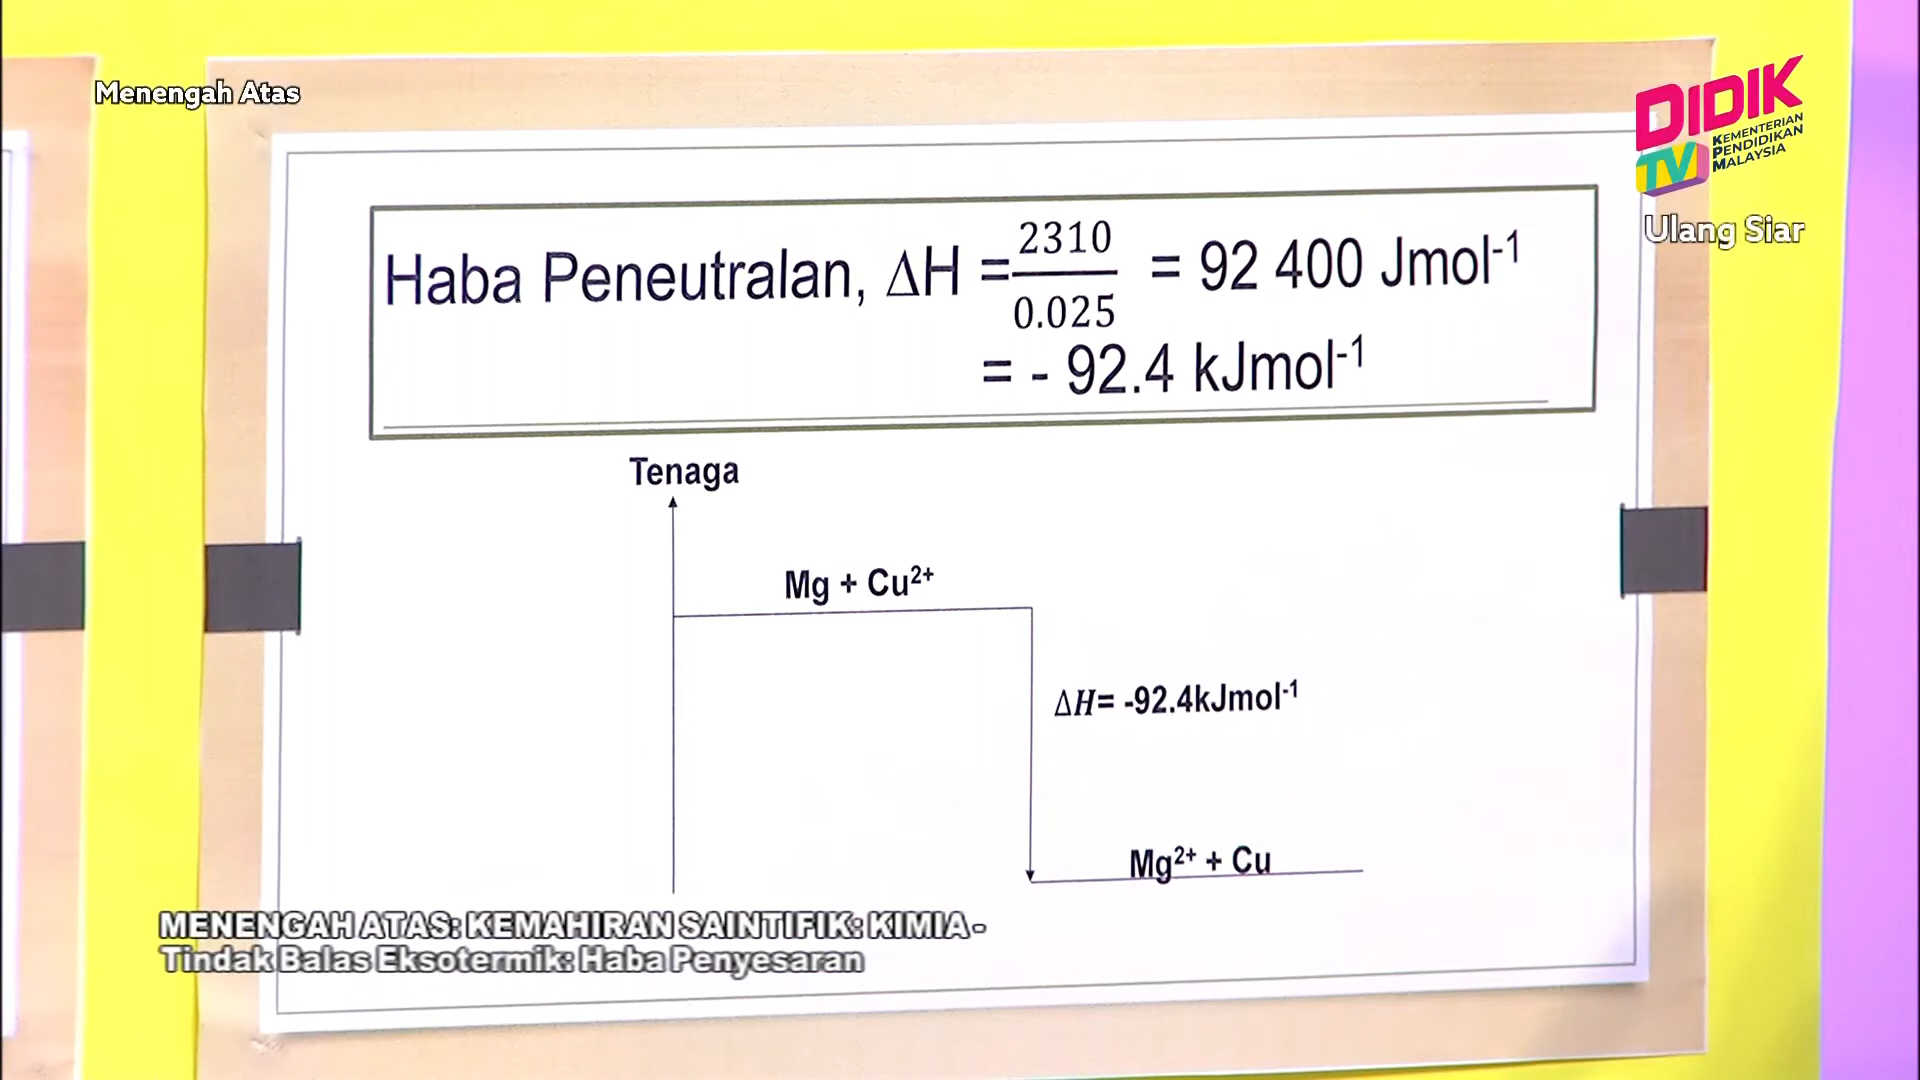 Menengah Atas
DIDIK
TV
KEMENTERIAN
PENDIDIKAN
MALAYSIA
Ulang Siar
Haba Peneutralan, ΔH = 2310/0.025 = 92 400 Jmol⁻¹
= - 92.4 kJmol⁻¹
Tenaga
Mg + Cu²⁺
ΔH= -92.4kJmol⁻¹
Mg²⁺ + Cu
MENENGAH ATAS: KEMAHIRAN SAINTIFIK: KIMIA -
Tindak Balas Eksotermik: Haba Penyesaran